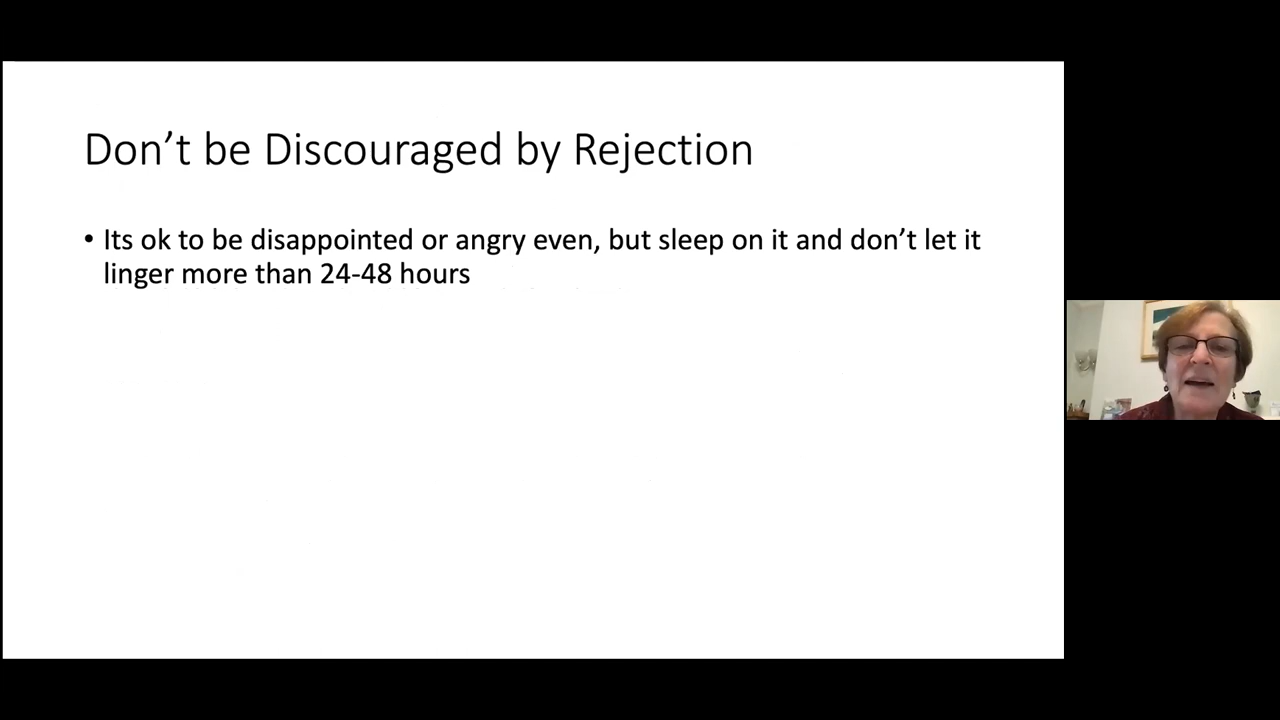 Don’t be Discouraged by Rejection
• Its ok to be disappointed or angry even, but sleep on it and don’t let it
linger more than 24-48 hours